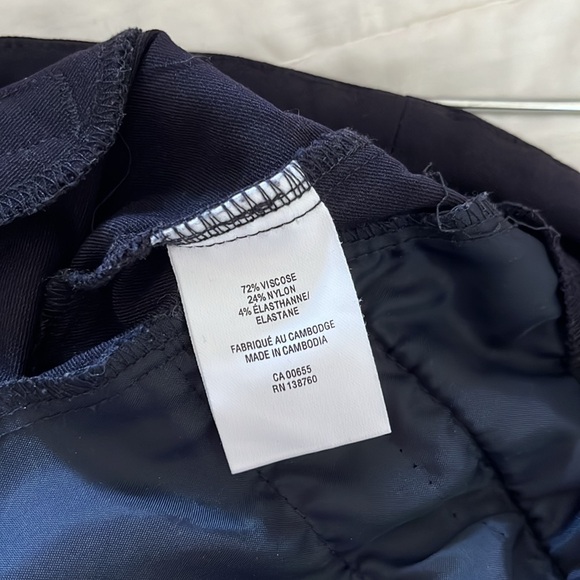 72% VISCOSE
24% NYLON
4% ÉLASTHANNE/
ELASTANE
FABRIQUÉ AU CAMBODGE
MADE IN CAMBODIA
CA 00655
RN 138760